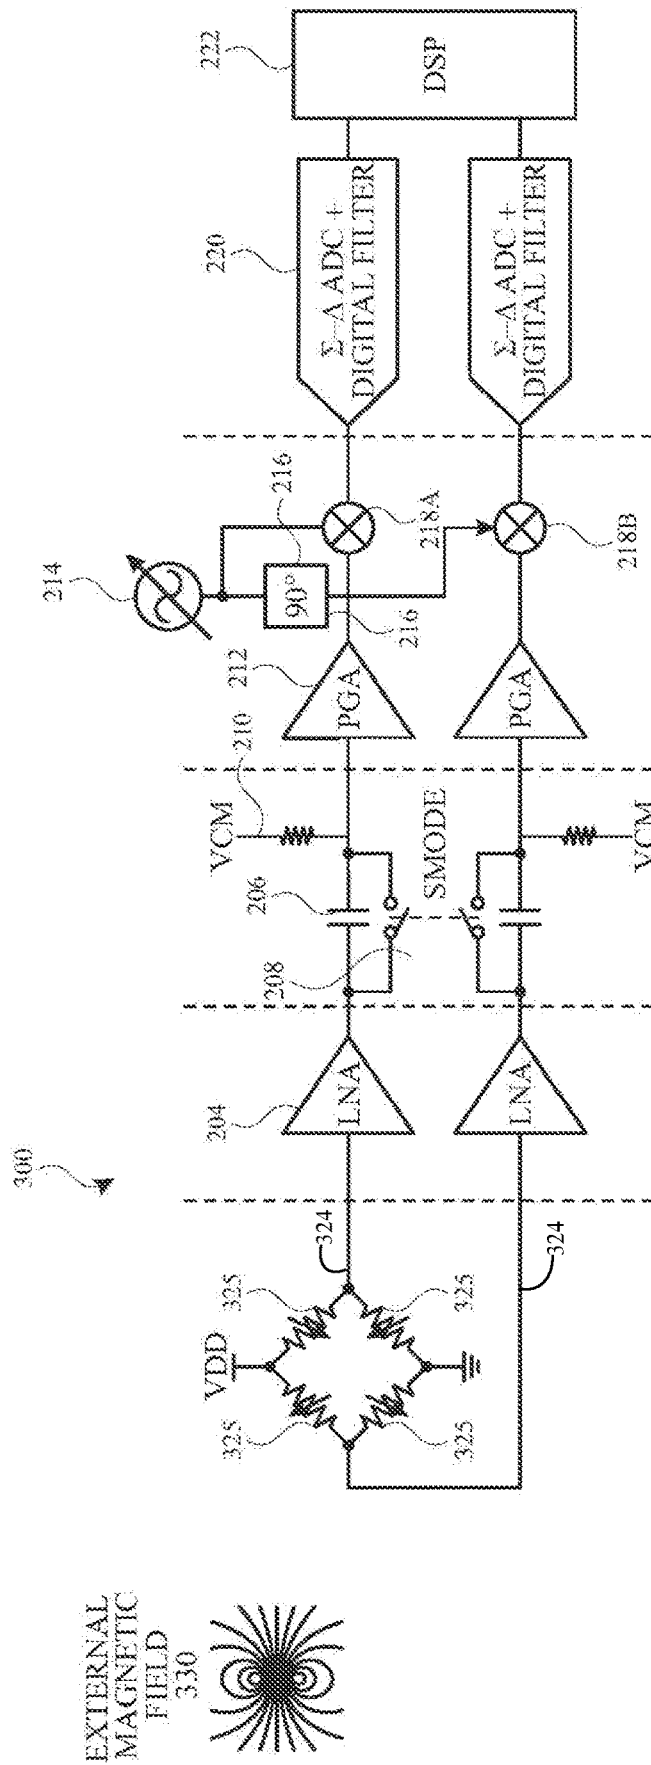 300
EXTERNAL
MAGNETIC
FIELD
330
VDD
325
325
325
325
324
324
204
LNA
LNA
206
208
SMODE
VCM
210
VCM
212
PGA
PGA
214
90°
216
216
218A
218B
220
Σ–Δ ADC +
DIGITAL FILTER
Σ–Δ ADC +
DIGITAL FILTER
222
DSP